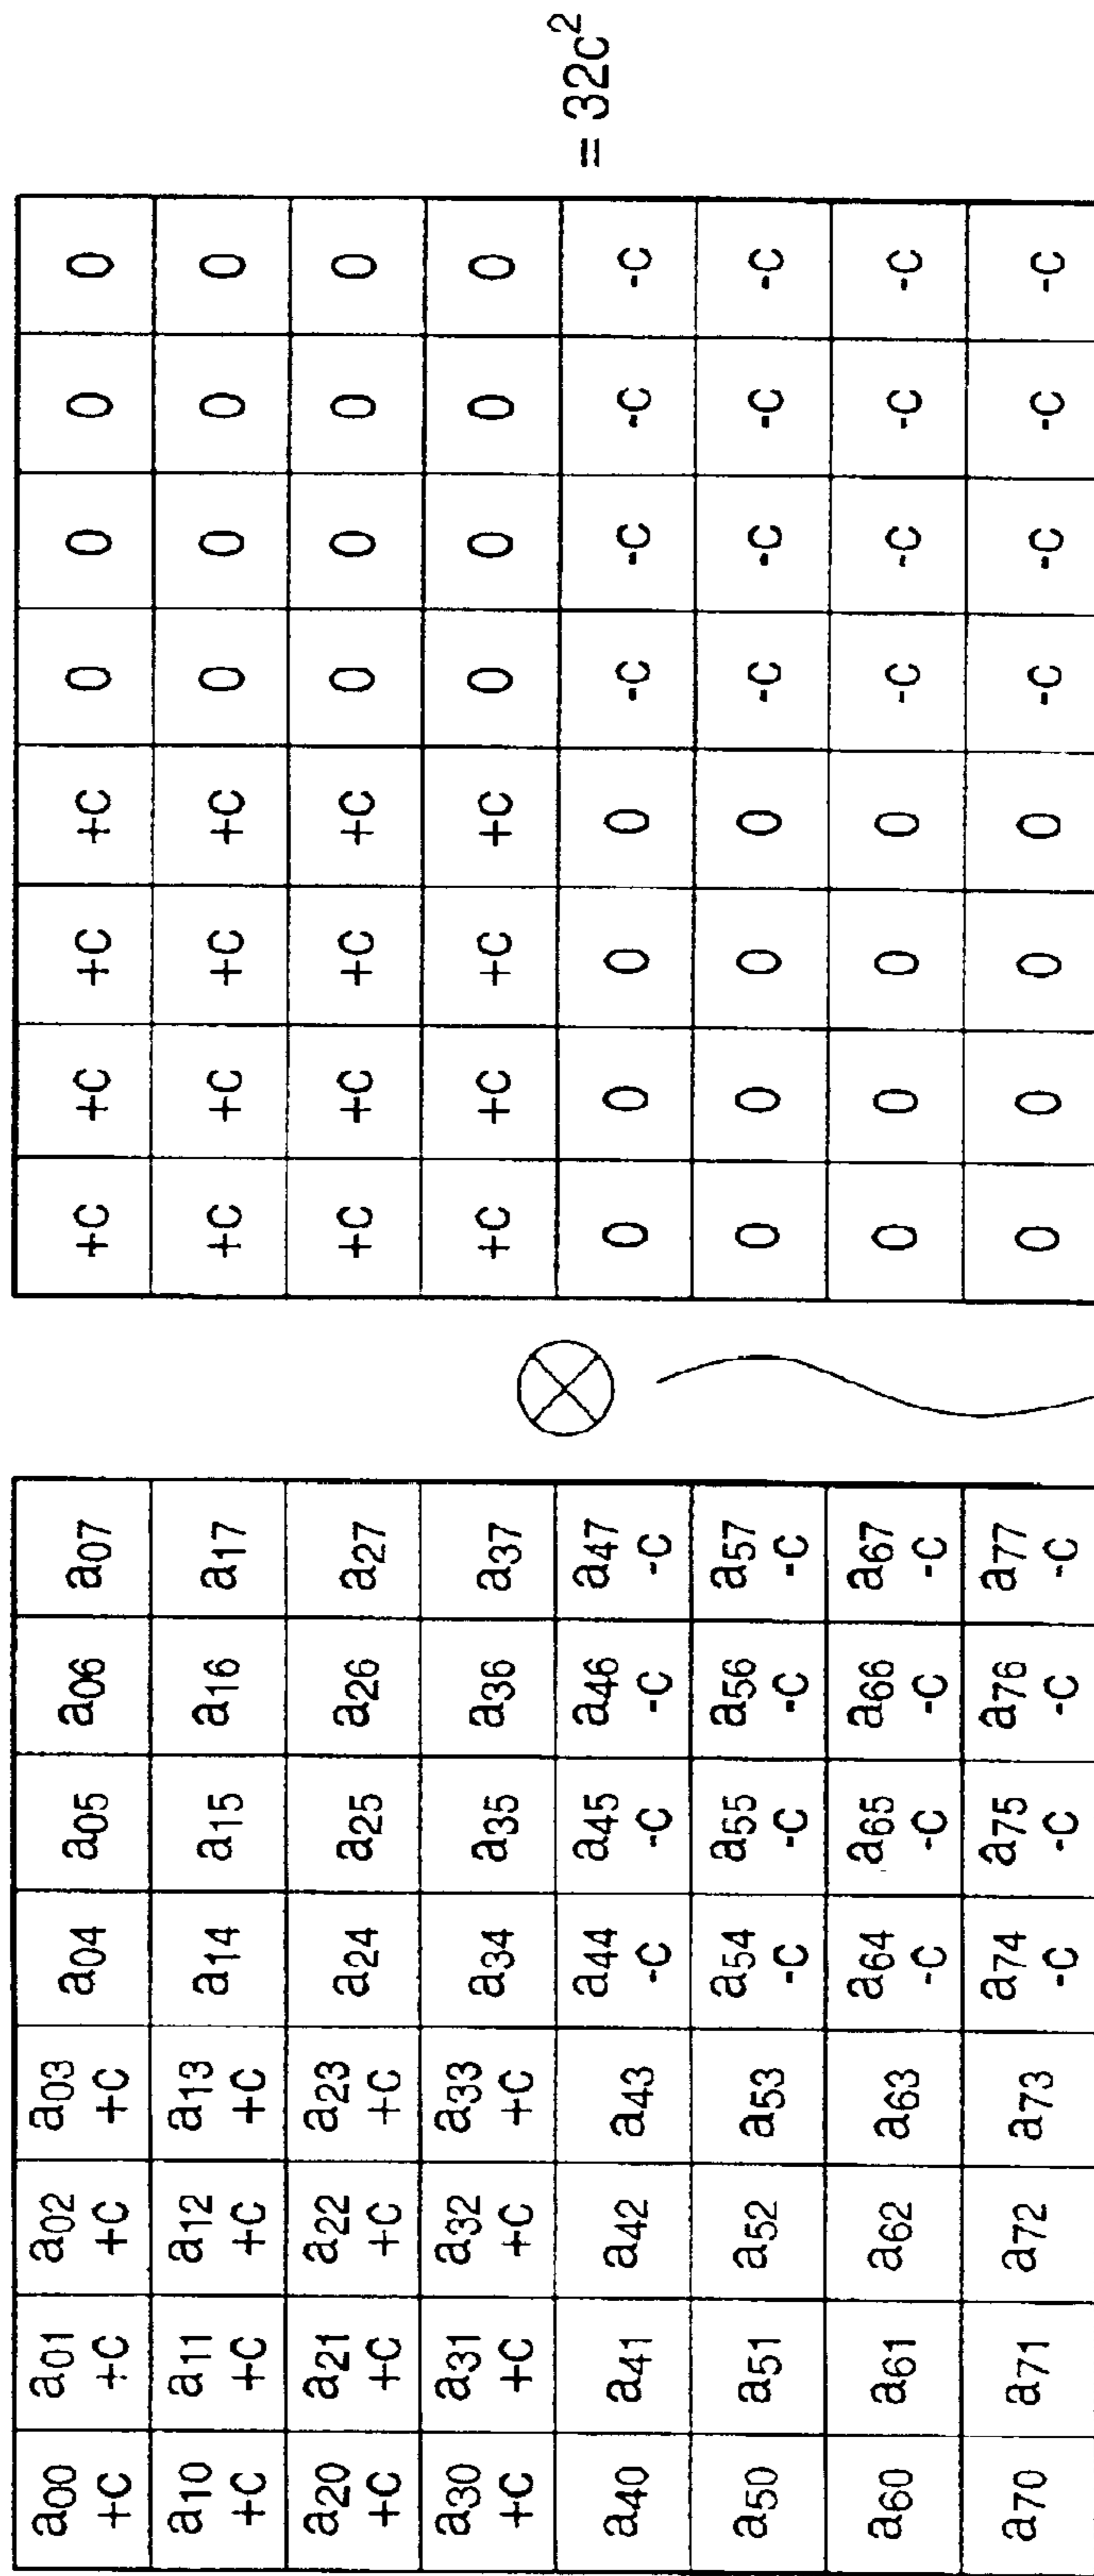 a00 +C a01 +C a02 +C a03 +C a04 a05 a06 a07
a10 +C a11 +C a12 +C a13 +C a14 a15 a16 a17
a20 +C a21 +C a22 +C a23 +C a24 a25 a26 a27
a30 +C a31 +C a32 +C a33 +C a34 a35 a36 a37
a40 a41 a42 a43 a44 -C a45 -C a46 -C a47 -C
a50 a51 a52 a53 a54 -C a55 -C a56 -C a57 -C
a60 a61 a62 a63 a64 -C a65 -C a66 -C a67 -C
a70 a71 a72 a73 a74 -C a75 -C a76 -C a77 -C
⊗
+C +C +C +C 0 0 0 0
+C +C +C +C 0 0 0 0
+C +C +C +C 0 0 0 0
+C +C +C +C 0 0 0 0
0 0 0 0 -C -C -C -C
0 0 0 0 -C -C -C -C
0 0 0 0 -C -C -C -C
0 0 0 0 -C -C -C -C
= 32c²